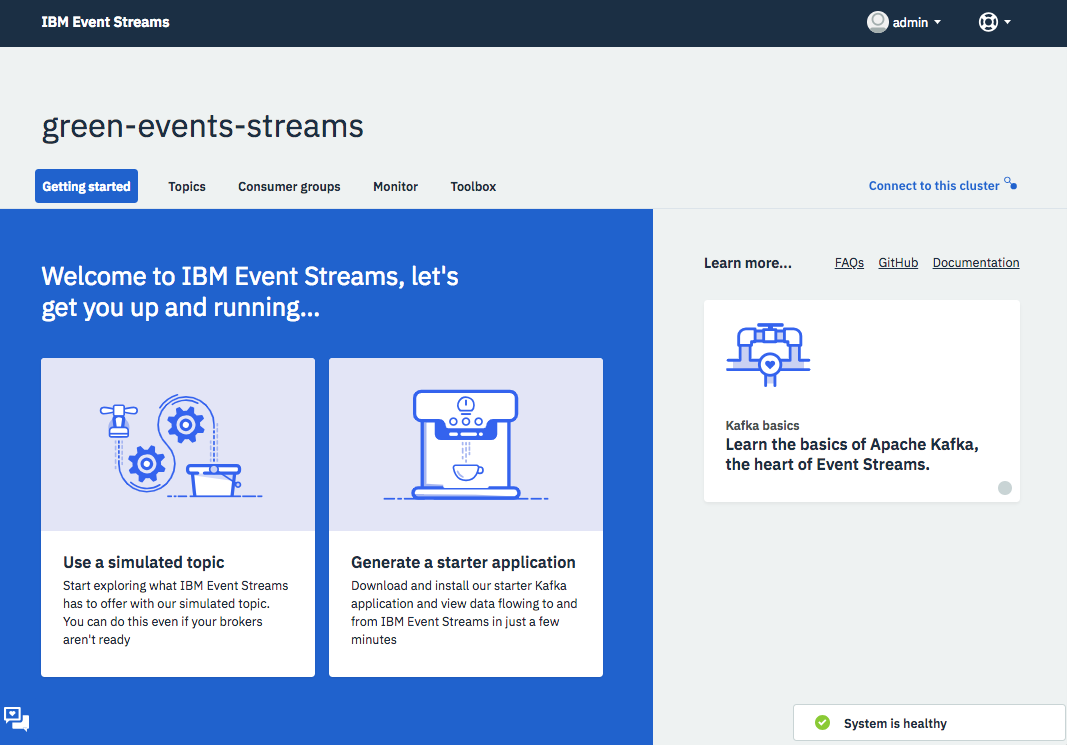 IBM Event Streams
admin
green-events-streams
Getting started
Topics
Consumer groups
Monitor
Toolbox
Connect to this cluster
Welcome to IBM Event Streams, let's
get you up and running...
Use a simulated topic
Start exploring what IBM Event Streams
has to offer with our simulated topic.
You can do this even if your brokers
aren't ready
Generate a starter application
Download and install our starter Kafka
application and view data flowing to and
from IBM Event Streams in just a few
minutes
Learn more...
FAQs
GitHub
Documentation
Kafka basics
Learn the basics of Apache Kafka,
the heart of Event Streams.
System is healthy